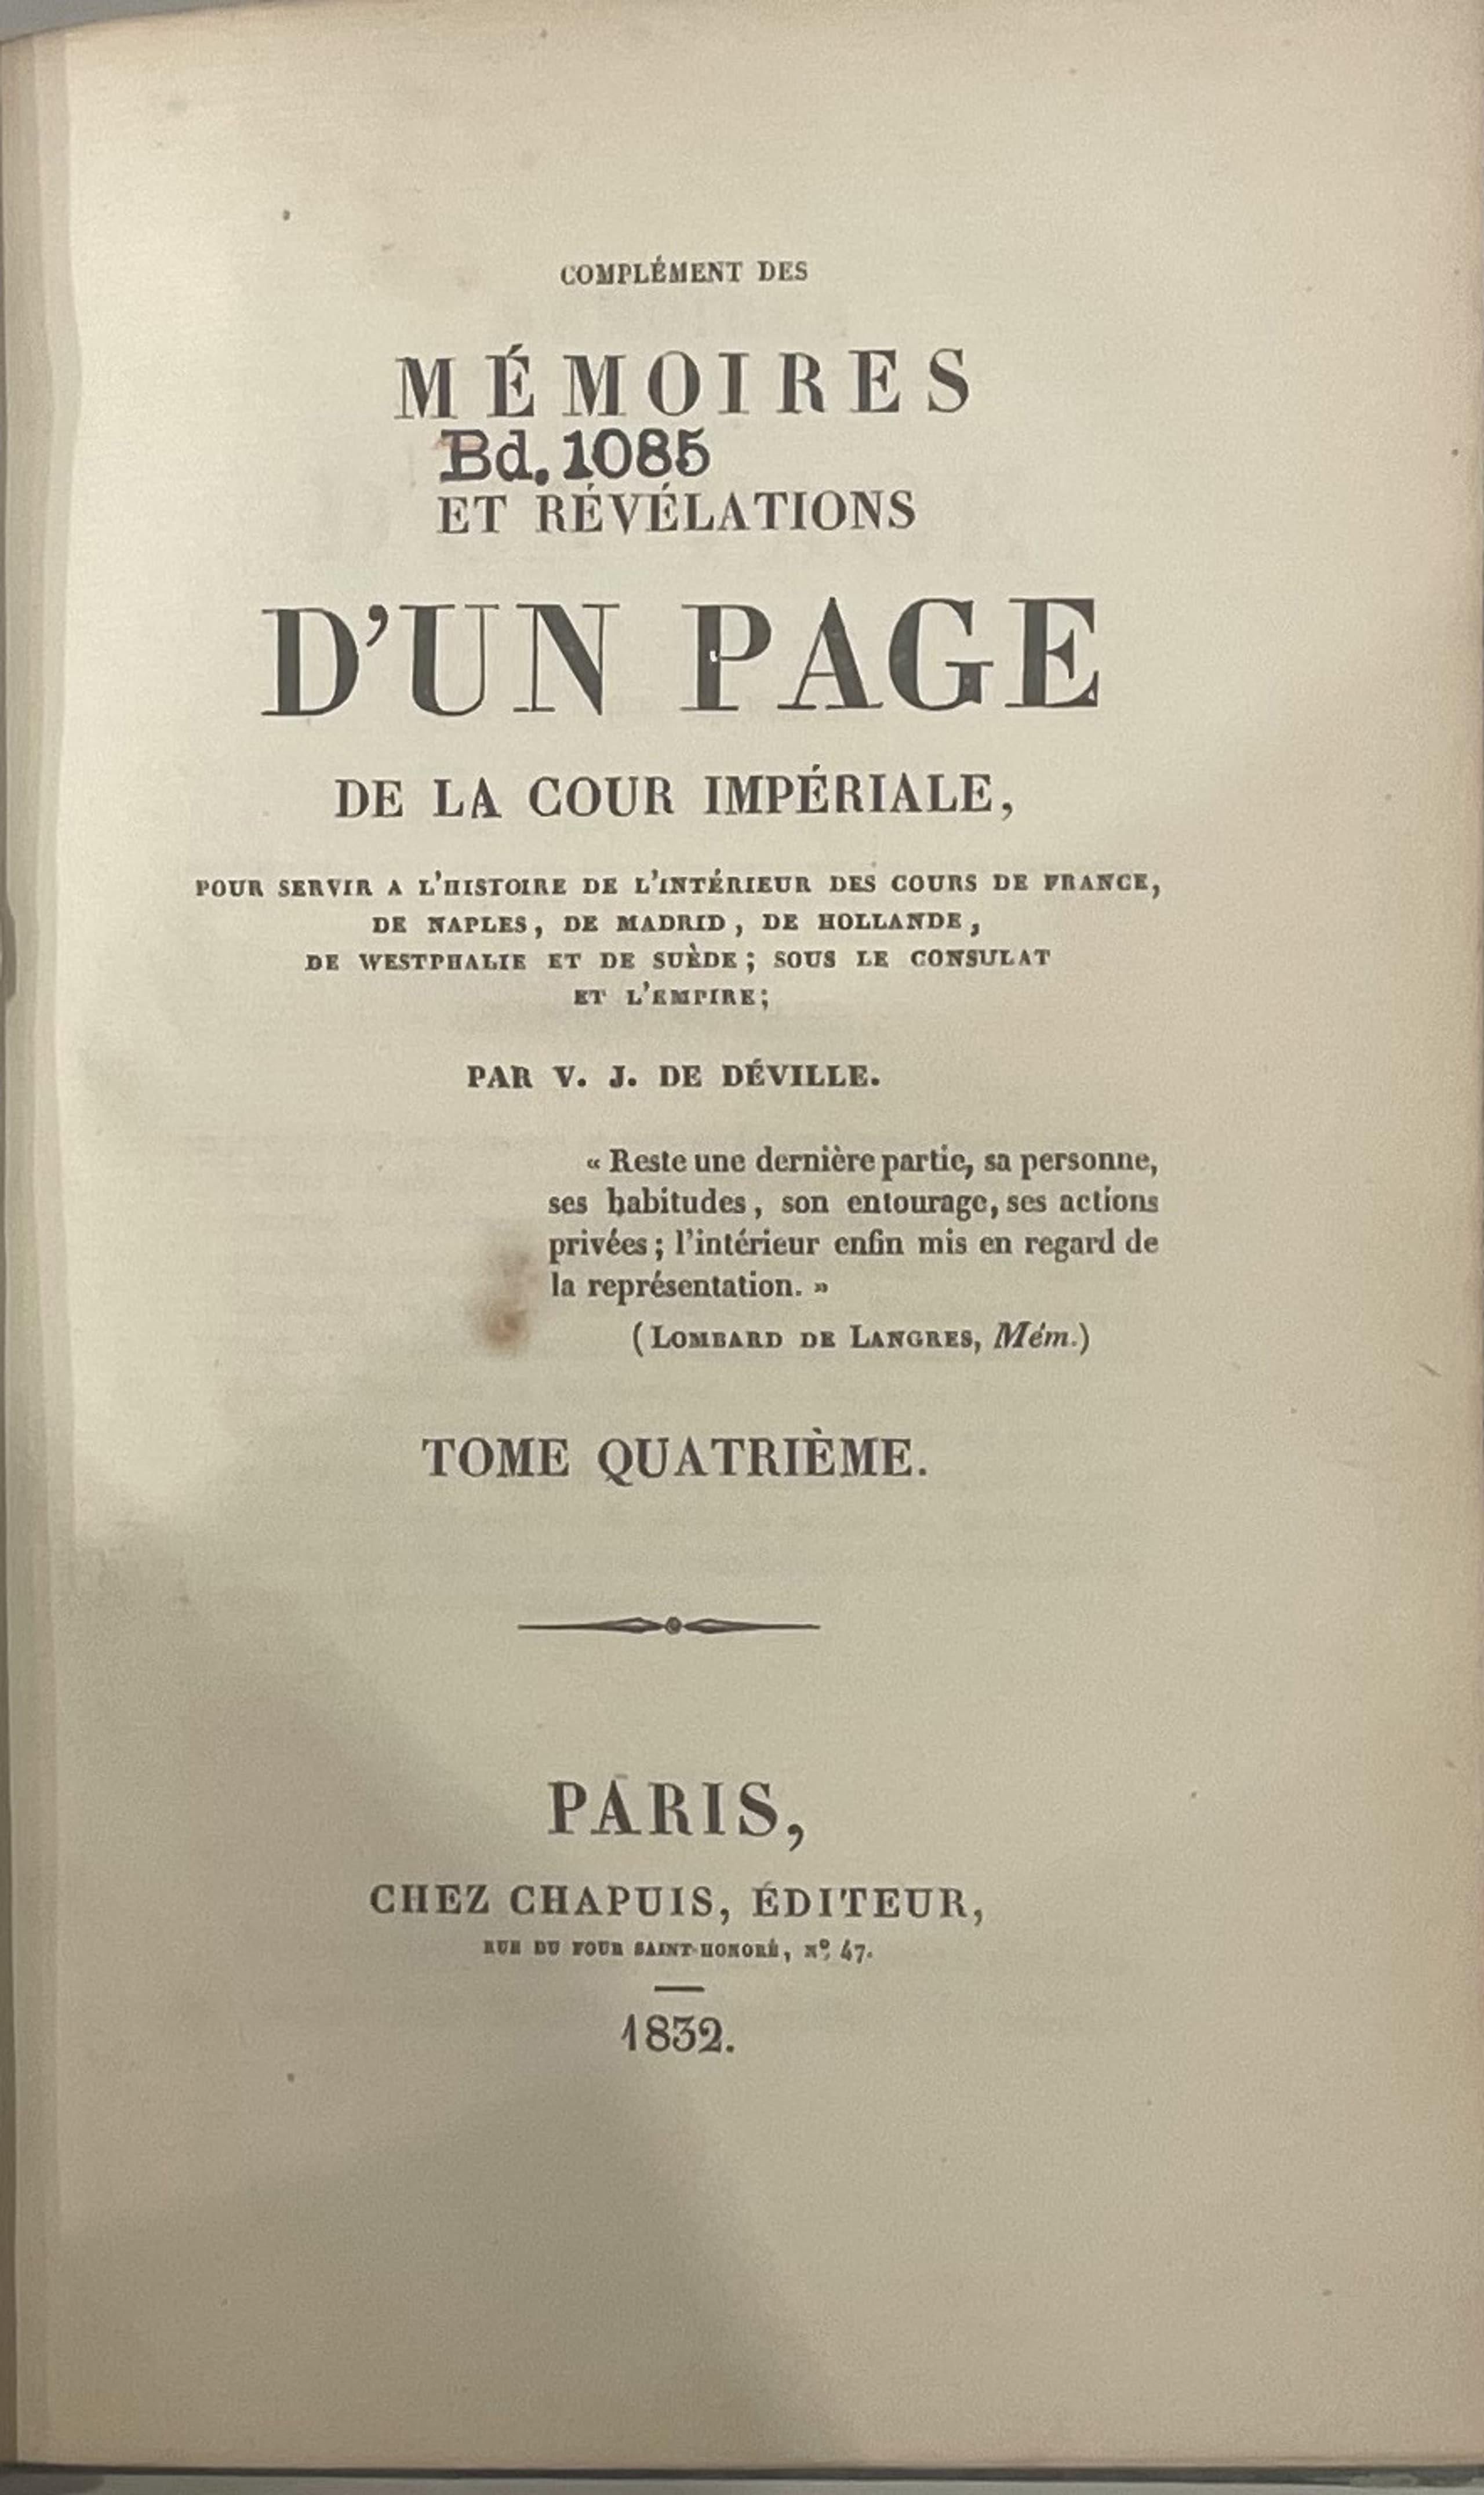 COMPLÉMENT DES
MÉMOIRES
Bd. 1085
ET RÉVÉLATIONS
D'UN PAGE
DE LA COUR IMPÉRIALE,
POUR SERVIR A L'HISTOIRE DE L'INTÉRIEUR DES COURS DE FRANCE,
DE NAPLES, DE MADRID, DE HOLLANDE,
DE WESTPHALIE ET DE SUÈDE; SOUS LE CONSULAT
ET L'EMPIRE;
PAR V. J. DE DÉVILLE.
« Reste une dernière partie, sa personne,
ses habitudes, son entourage, ses actions
privées; l'intérieur enfin mis en regard de
la représentation. »
(LOMBARD DE LANGRES, Mém.)
TOME QUATRIÈME.
PARIS,
CHEZ CHAPUIS, ÉDITEUR,
RUE DU FOUR SAINT-HONORÉ, Nº 47.
1832.